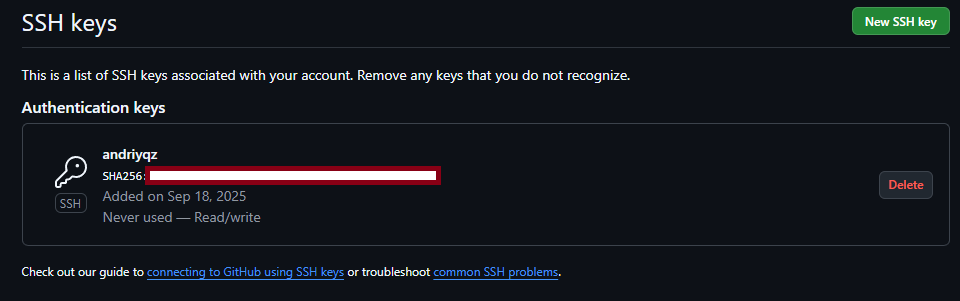 SSH keys
New SSH key
This is a list of SSH keys associated with your account. Remove any keys that you do not recognize.
Authentication keys
andriyqz
SHA256:
Added on Sep 18, 2025
SSH
Never used — Read/write
Delete
Check out our guide to connecting to GitHub using SSH keys or troubleshoot common SSH problems.